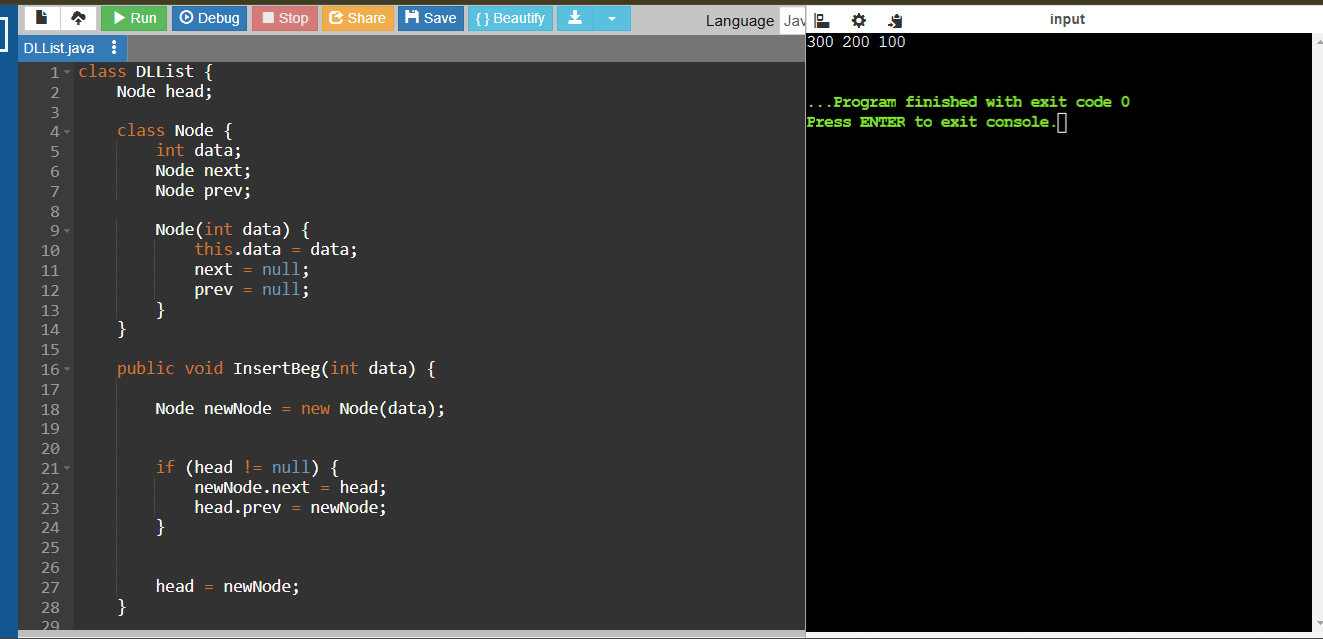 Run Debug Stop Share Save { } Beautify Language Jav
DLList.java
1 class DLList {
2     Node head;
3
4     class Node {
5         int data;
6         Node next;
7         Node prev;
8
9         Node(int data) {
10             this.data = data;
11             next = null;
12             prev = null;
13         }
14     }
15
16     public void InsertBeg(int data) {
17
18         Node newNode = new Node(data);
19
20
21         if (head != null) {
22             newNode.next = head;
23             head.prev = newNode;
24         }
25
26
27         head = newNode;
28     }
29
input
300 200 100
...Program finished with exit code 0
Press ENTER to exit console.